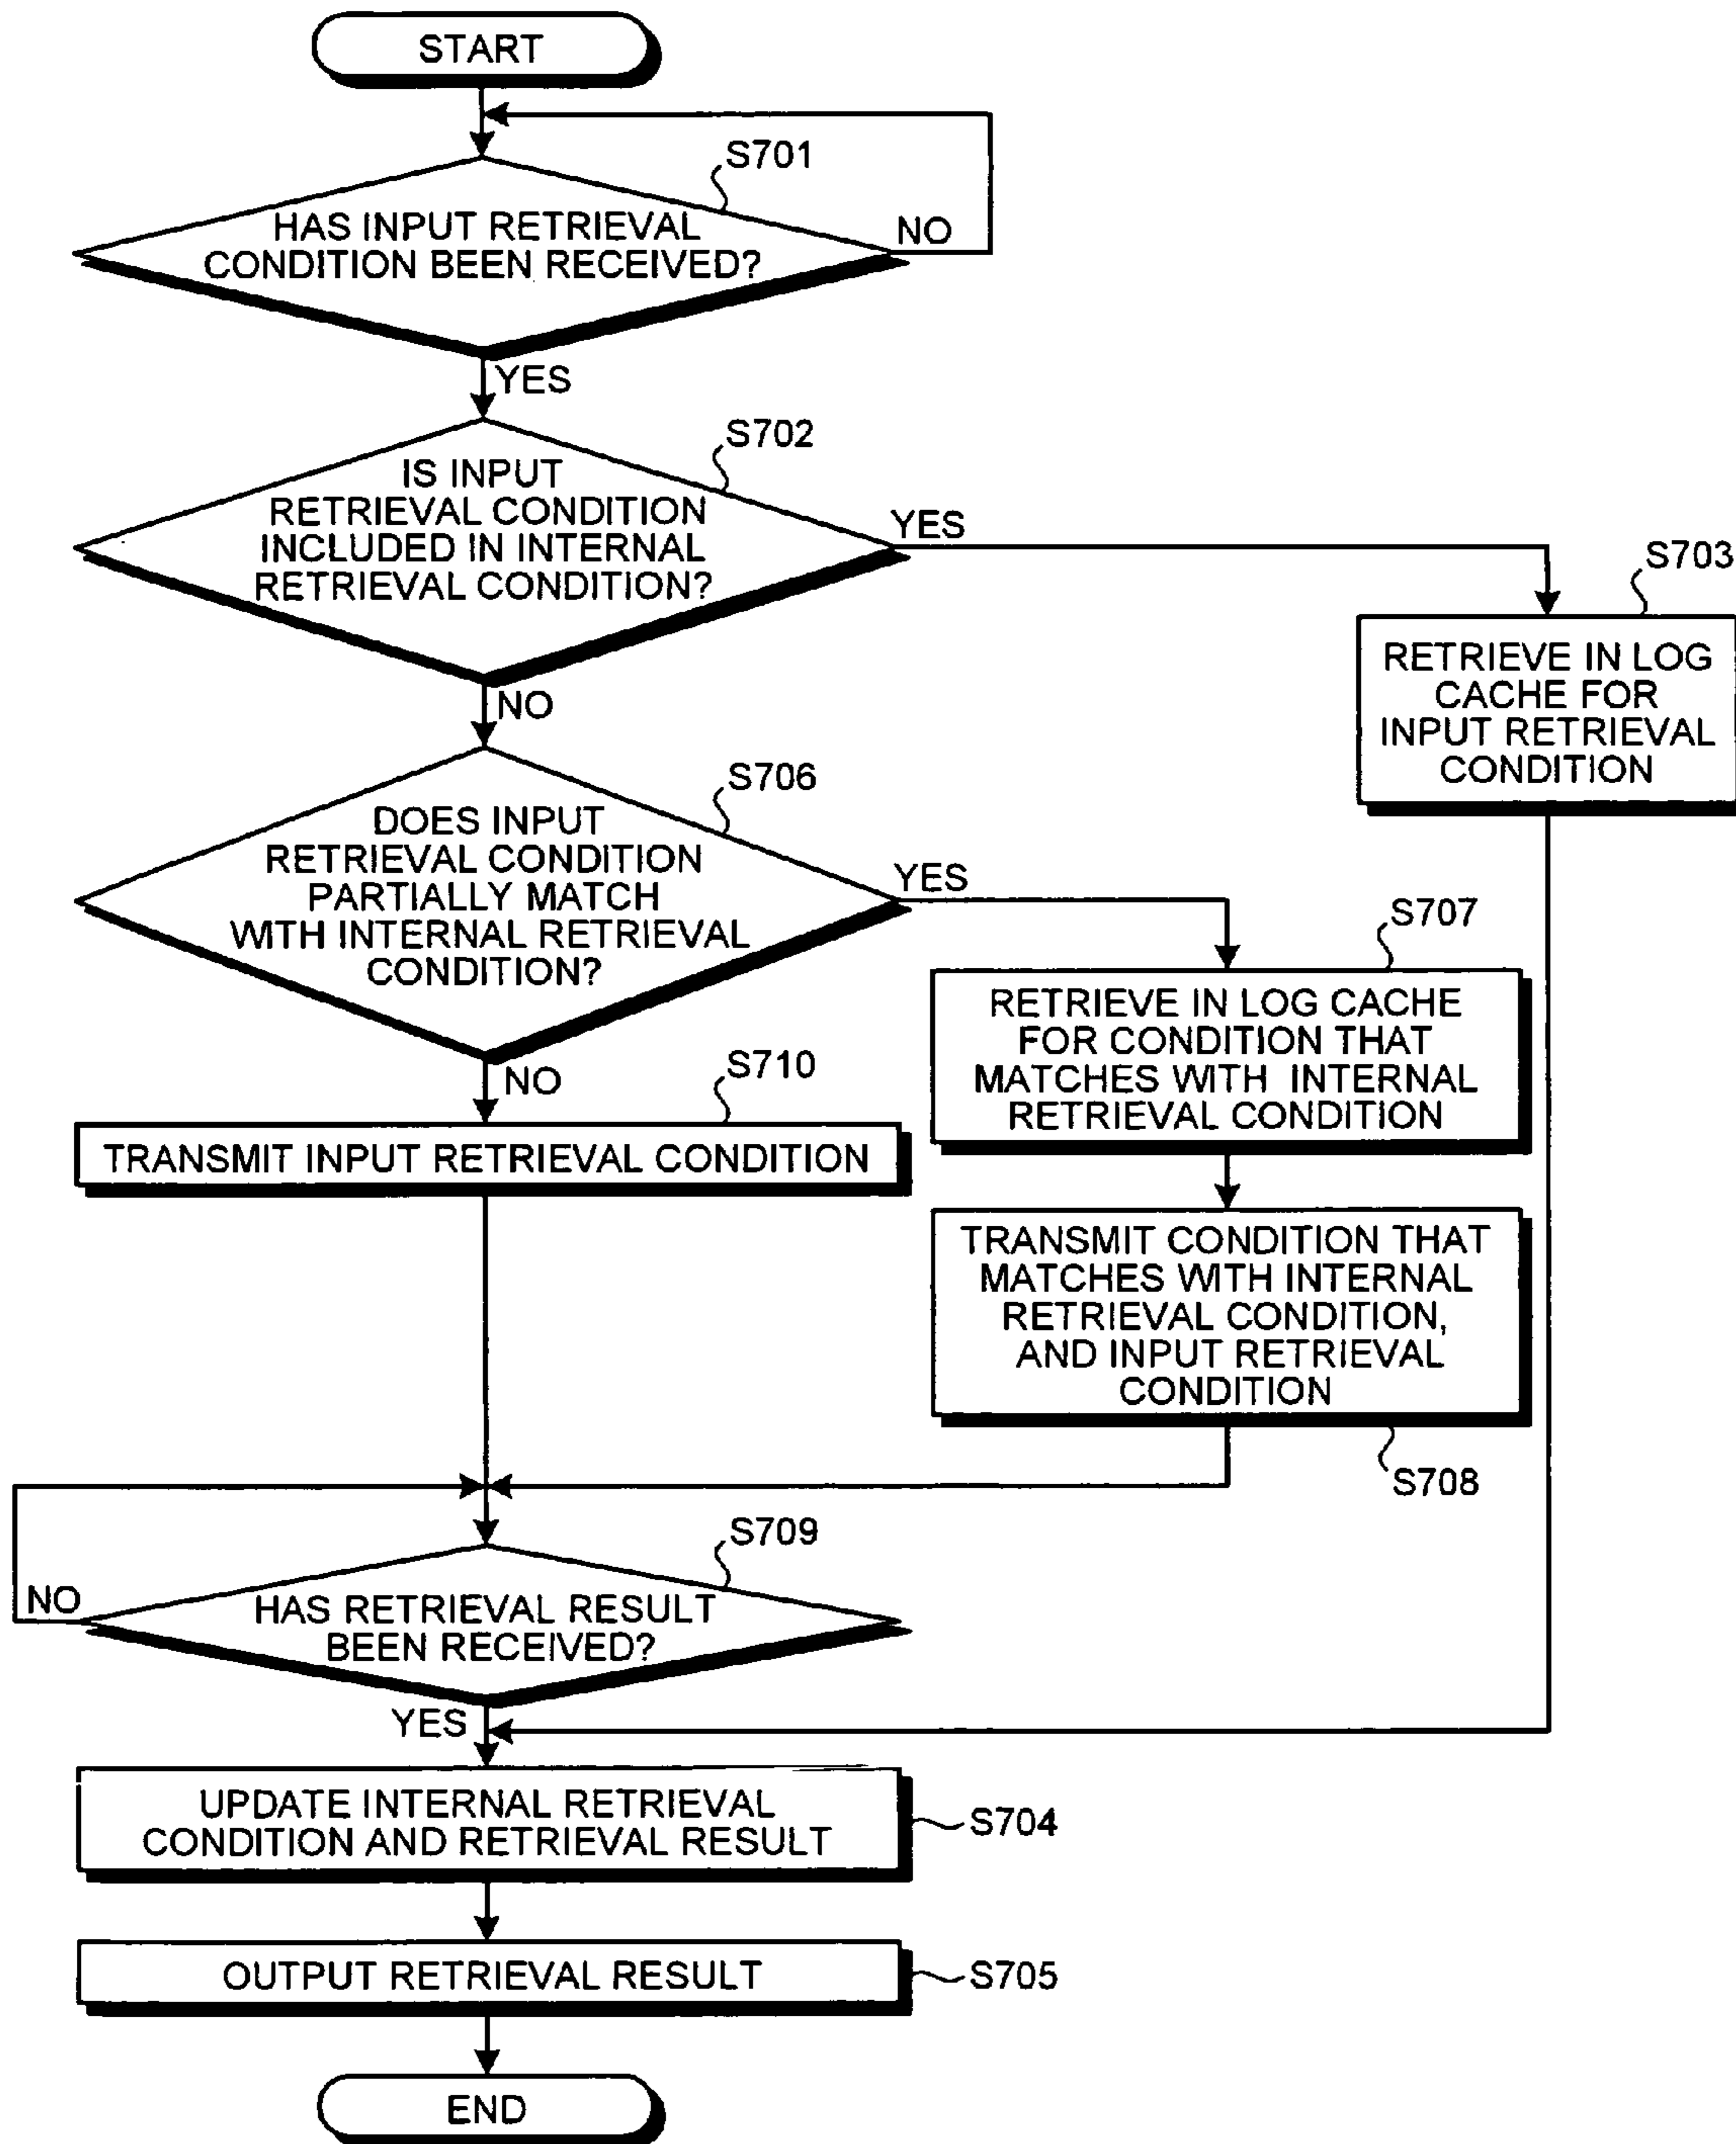 START
S701
HAS INPUT RETRIEVAL
CONDITION BEEN RECEIVED?
NO
YES
S702
IS INPUT
RETRIEVAL CONDITION
INCLUDED IN INTERNAL
RETRIEVAL CONDITION?
YES
S703
RETRIEVE IN LOG
CACHE FOR
INPUT RETRIEVAL
CONDITION
NO
S706
DOES INPUT
RETRIEVAL CONDITION
PARTIALLY MATCH
WITH INTERNAL RETRIEVAL
CONDITION?
YES
S707
RETRIEVE IN LOG CACHE
FOR CONDITION THAT
MATCHES WITH INTERNAL
RETRIEVAL CONDITION
NO
S710
TRANSMIT INPUT RETRIEVAL CONDITION
TRANSMIT CONDITION THAT
MATCHES WITH INTERNAL
RETRIEVAL CONDITION,
AND INPUT RETRIEVAL
CONDITION
S708
S709
NO
HAS RETRIEVAL RESULT
BEEN RECEIVED?
YES
UPDATE INTERNAL RETRIEVAL
CONDITION AND RETRIEVAL RESULT
S704
OUTPUT RETRIEVAL RESULT
S705
END